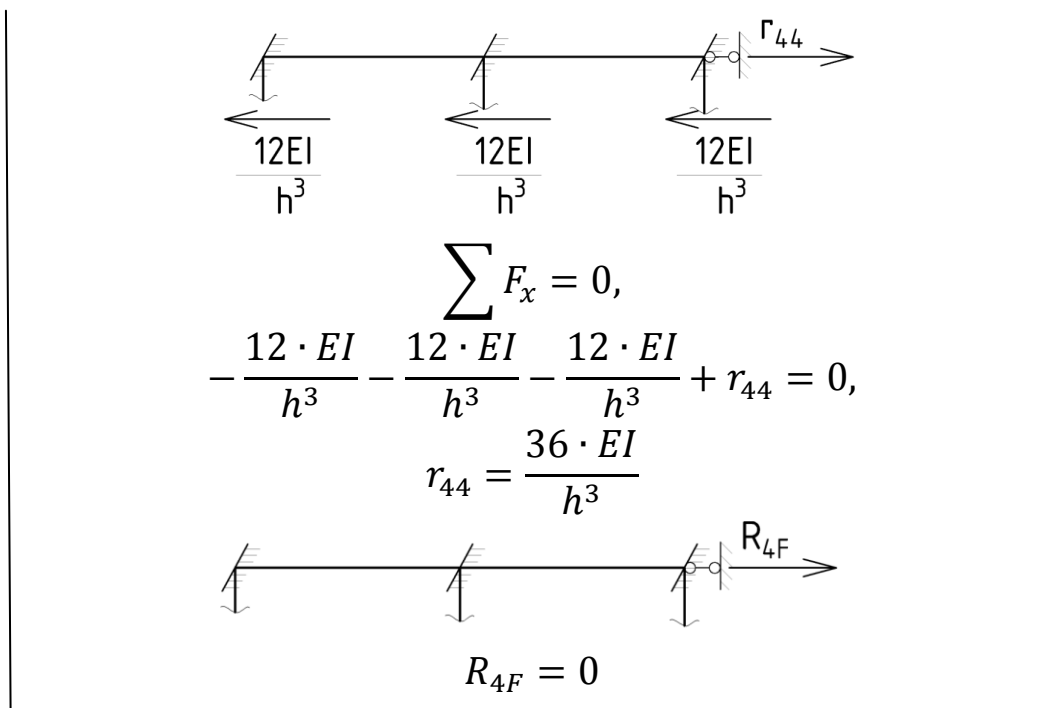 r₄₄
12EI 12EI 12EI
h³ h³ h³
∑ Fₓ = 0,
− 12 · EI / h³ − 12 · EI / h³ − 12 · EI / h³ + r₄₄ = 0,
r₄₄ = 36 · EI / h³
R₄F
R₄F = 0